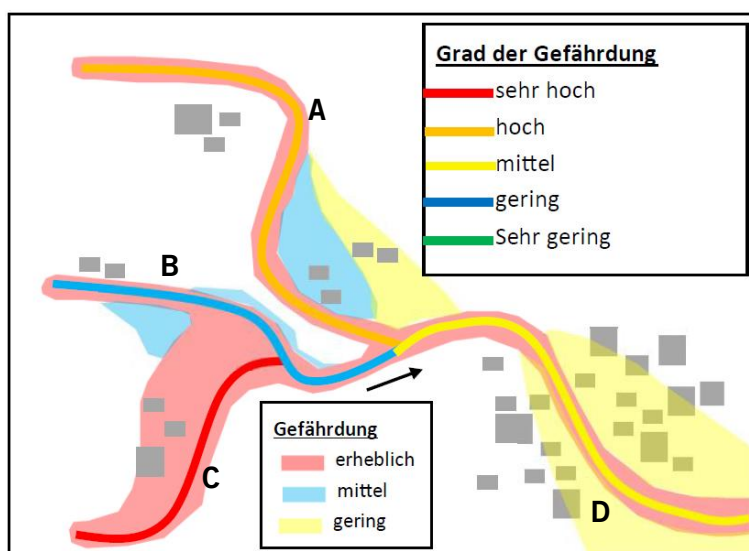 Grad der Gefährdung
sehr hoch
hoch
mittel
gering
Sehr gering
A
B
C
D
Gefährdung
erheblich
mittel
gering